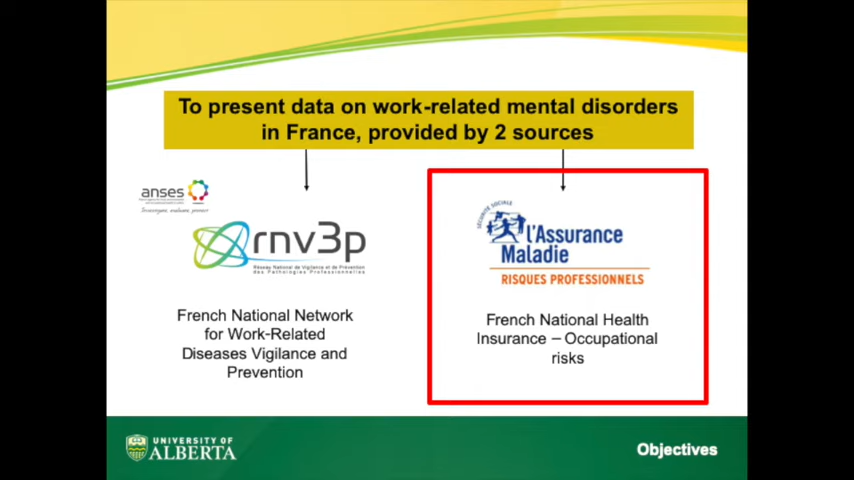 To present data on work-related mental disorders
in France, provided by 2 sources
anses
rnv3p
Réseau National de Vigilance et de Prévention
des Pathologies Professionnelles
French National Network
for Work-Related
Diseases Vigilance and
Prevention
SÉCURITÉ SOCIALE
l'Assurance
Maladie
RISQUES PROFESSIONNELS
French National Health
Insurance – Occupational
risks
UNIVERSITY OF
ALBERTA
Objectives